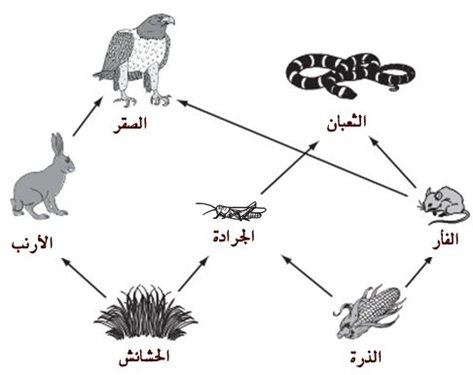 الصقر
الثعبان
الأرنب
الجرادة
الفأر
الحشائش
الذرة